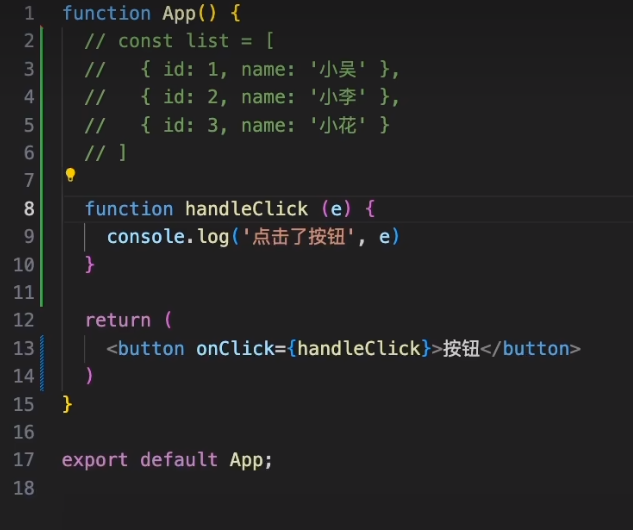 1 function App() {
2 // const list = [
3 //   { id: 1, name: '小吴' },
4 //   { id: 2, name: '小李' },
5 //   { id: 3, name: '小花' }
6 // ]
7
8 function handleClick (e) {
9 console.log('点击了按钮', e)
10 }
11
12 return (
13 <button onClick={handleClick}>按钮</button>
14 )
15 }
16
17 export default App;
18